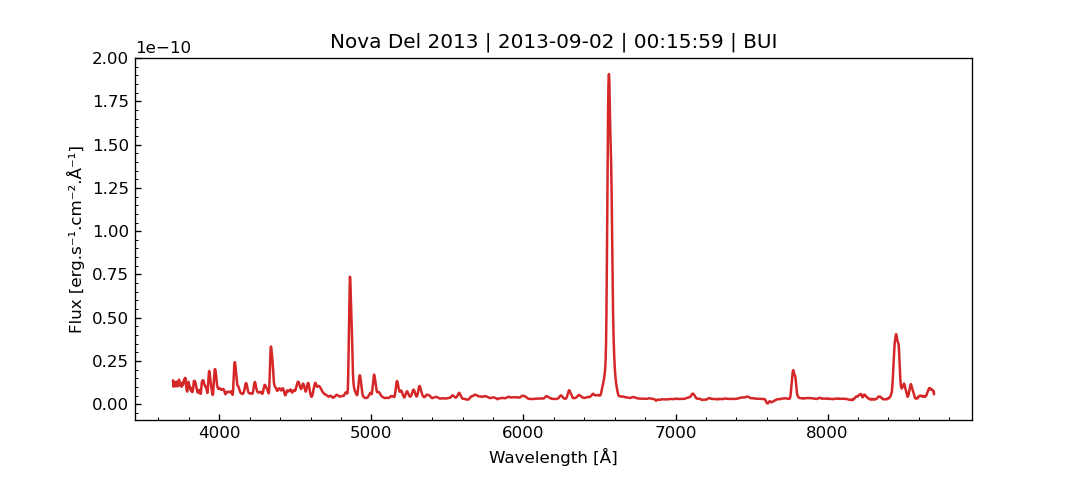 Nova Del 2013 | 2013-09-02 | 00:15:59 | BUI
1e−10
2.00
1.75
1.50
1.25
1.00
0.75
0.50
0.25
0.00
Flux [erg.s⁻¹.cm⁻².Å⁻¹]
4000 5000 6000 7000 8000
Wavelength [Å]